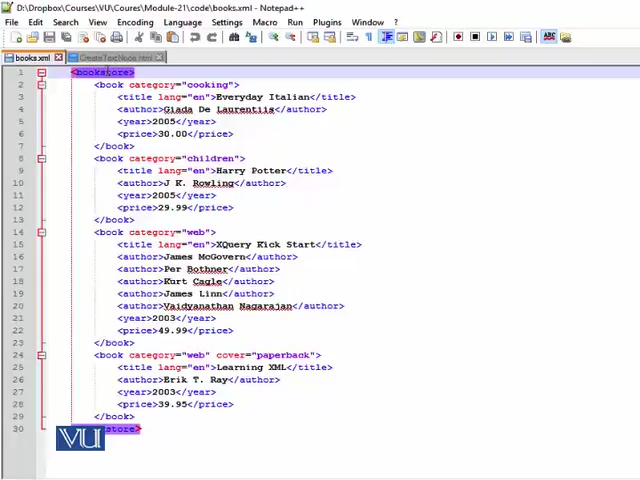 D:\Dropbox\Courses\VU\Coures\Module-21\code\books.xml - Notepad++
File Edit Search View Encoding Language Settings Macro Run Plugins Window ?
books.xml CreateTextNode.html
1 <bookstore>
2 <book category="cooking">
3 <title lang="en">Everyday Italian</title>
4 <author>Giada De Laurentiis</author>
5 <year>2005</year>
6 <price>30.00</price>
7 </book>
8 <book category="children">
9 <title lang="en">Harry Potter</title>
10 <author>J K. Rowling</author>
11 <year>2005</year>
12 <price>29.99</price>
13 </book>
14 <book category="web">
15 <title lang="en">XQuery Kick Start</title>
16 <author>James McGovern</author>
17 <author>Per Bothner</author>
18 <author>Kurt Cagle</author>
19 <author>James Linn</author>
20 <author>Vaidyanathan Nagarajan</author>
21 <year>2003</year>
22 <price>49.99</price>
23 </book>
24 <book category="web" cover="paperback">
25 <title lang="en">Learning XML</title>
26 <author>Erik T. Ray</author>
27 <year>2003</year>
28 <price>39.95</price>
29 </book>
30 store>
VU